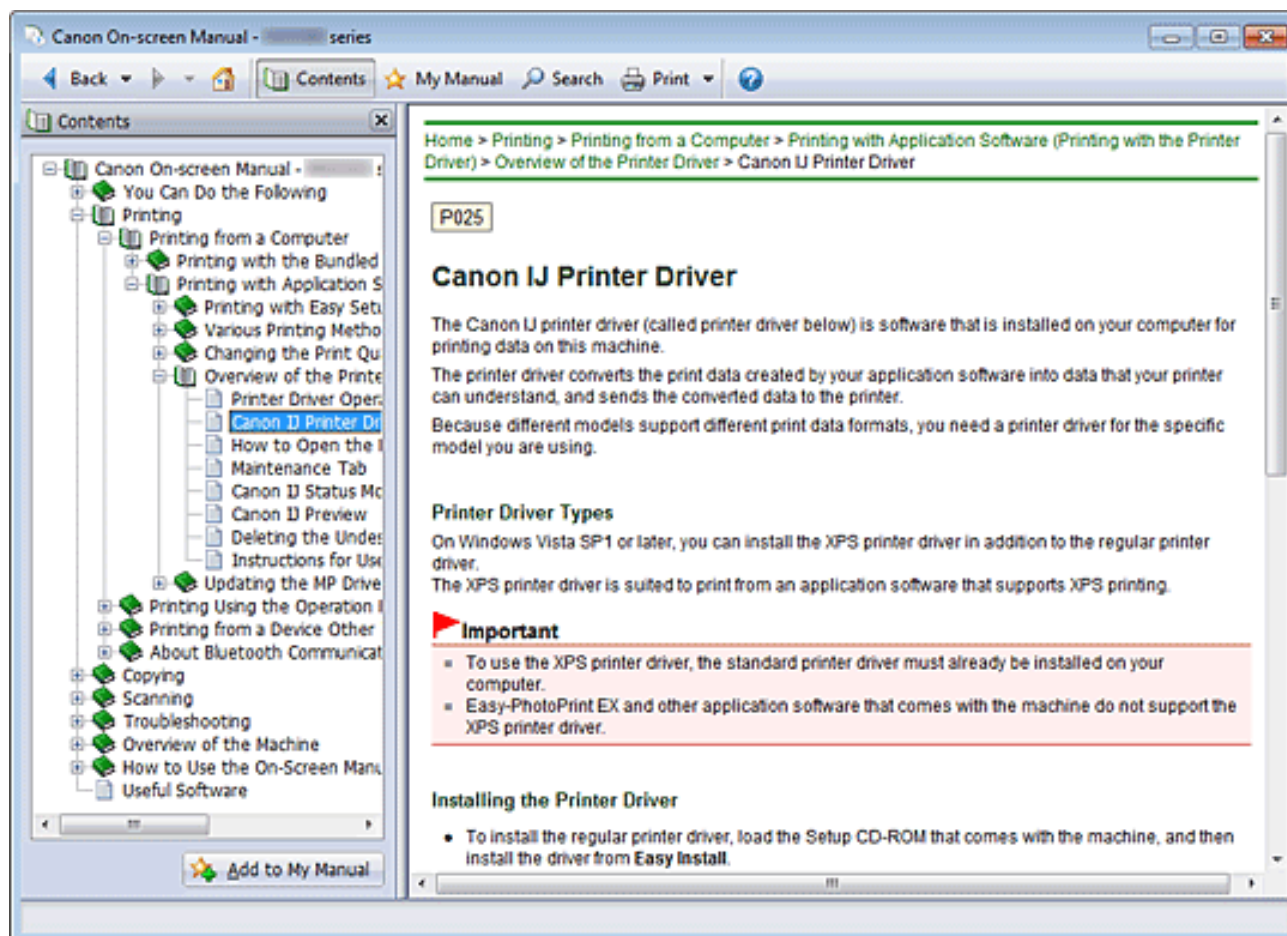 Canon On-screen Manual - series
Back
Contents
My Manual
Search
Print
Contents
Canon On-screen Manual -
You Can Do the Following
Printing
Printing from a Computer
Printing with the Bundled
Printing with Application S
Printing with Easy Setu
Various Printing Metho
Changing the Print Qu
Overview of the Printe
Printer Driver Opera
Canon IJ Printer Dr
How to Open the
Maintenance Tab
Canon IJ Status Mo
Canon IJ Preview
Deleting the Undes
Instructions for Use
Updating the MP Drive
Printing Using the Operation
Printing from a Device Other
About Bluetooth Communicat
Copying
Scanning
Troubleshooting
Overview of the Machine
How to Use the On-Screen Manu
Useful Software
Add to My Manual
Home > Printing > Printing from a Computer > Printing with Application Software (Printing with the Printer
Driver) > Overview of the Printer Driver > Canon IJ Printer Driver
P025
Canon IJ Printer Driver
The Canon IJ printer driver (called printer driver below) is software that is installed on your computer for
printing data on this machine.
The printer driver converts the print data created by your application software into data that your printer
can understand, and sends the converted data to the printer.
Because different models support different print data formats, you need a printer driver for the specific
model you are using.
Printer Driver Types
On Windows Vista SP1 or later, you can install the XPS printer driver in addition to the regular printer
driver.
The XPS printer driver is suited to print from an application software that supports XPS printing.
Important
To use the XPS printer driver, the standard printer driver must already be installed on your
computer.
Easy-PhotoPrint EX and other application software that comes with the machine do not support the
XPS printer driver.
Installing the Printer Driver
To install the regular printer driver, load the Setup CD-ROM that comes with the machine, and then
install the driver from Easy Install.